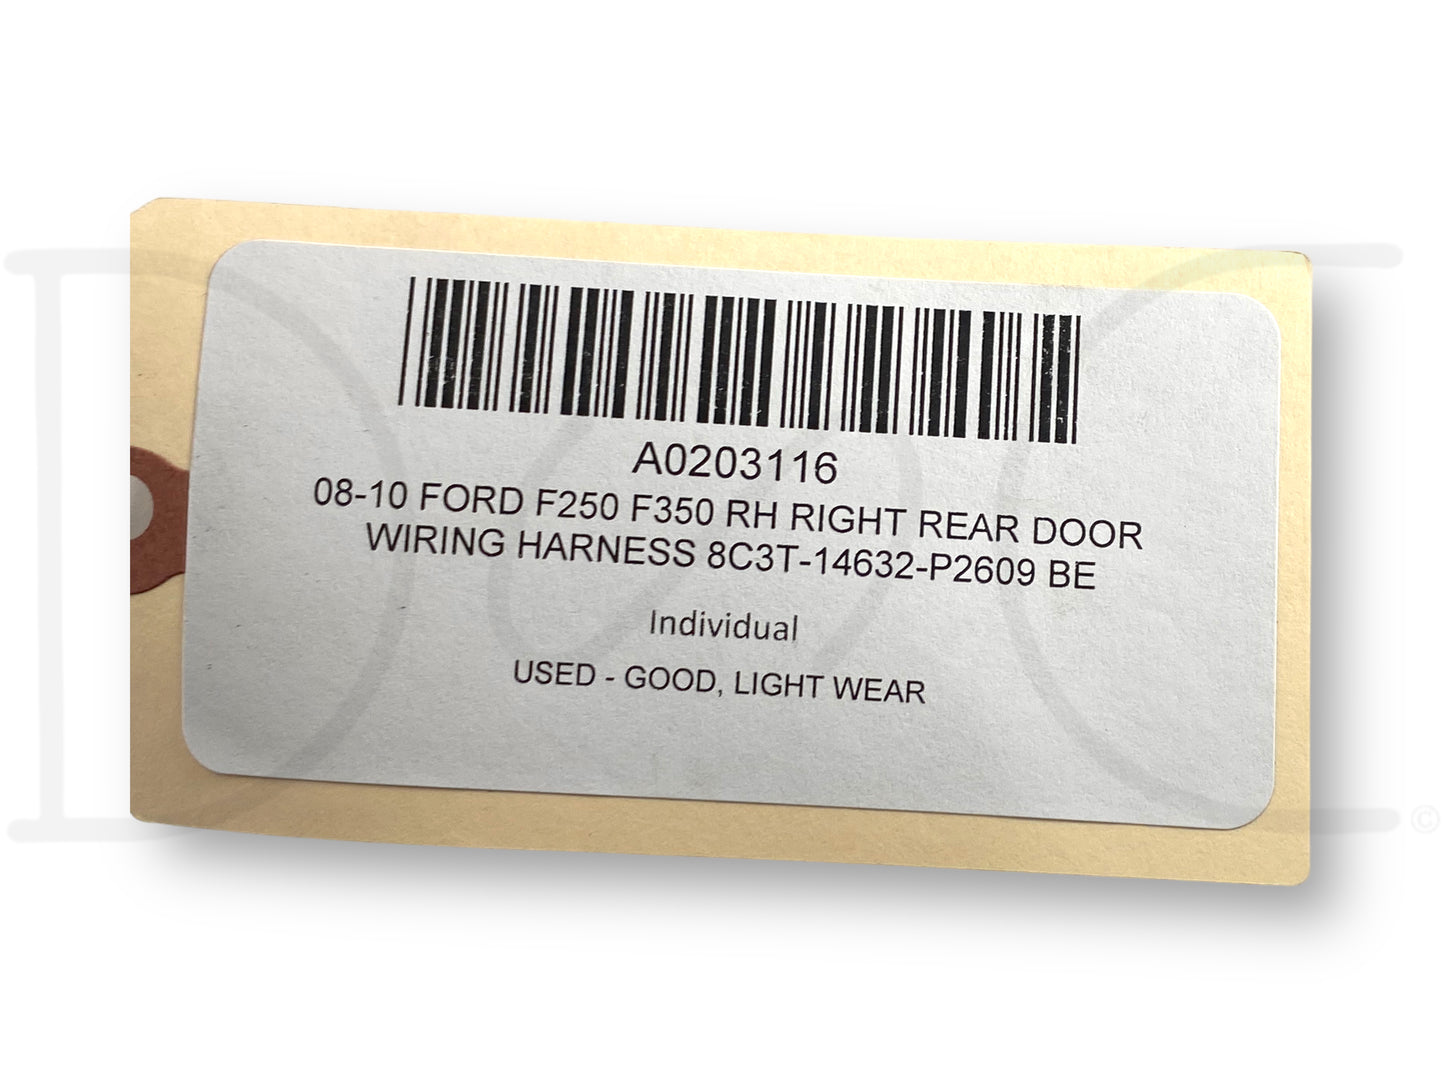 A0203116
08-10 FORD F250 F350 RH RIGHT REAR DOOR
WIRING HARNESS 8C3T-14632-P2609 BE
Individual
USED - GOOD, LIGHT WEAR
©